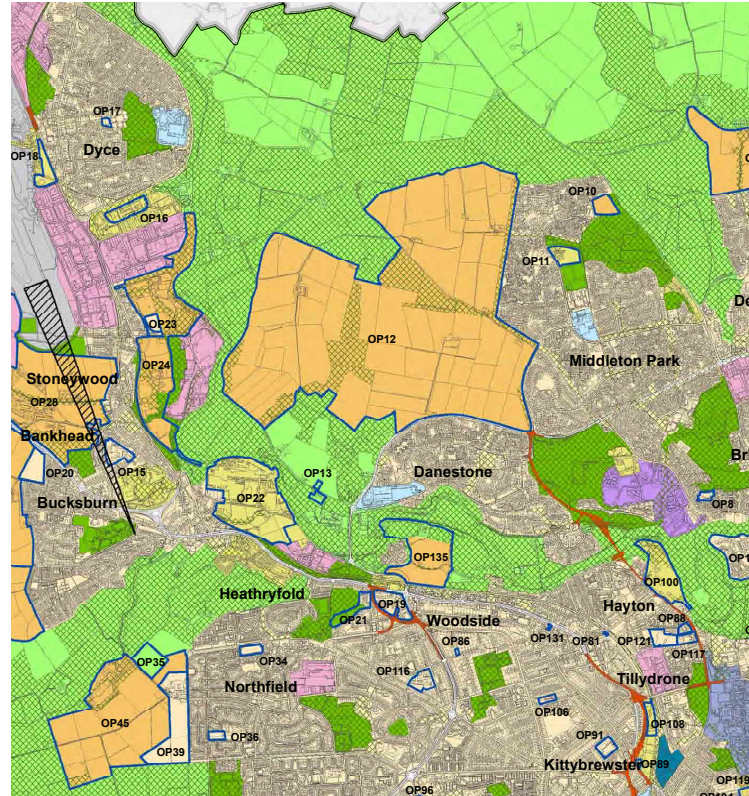 OP17
Dyce
OP18
OP10
OP16
OP11
OP23
OP12
OP24
Middleton Park
Stoneywood
OP28
Bankhead
OP20
OP15
OP13
Danestone
OP22
Bucksburn
OP8
OP135
OP100
Heathryfold
Hayton
OP19
OP21
Woodside
OP88
OP86
OP131
OP81
OP121
OP117
OP35
OP34
OP116
Tillydrone
Northfield
OP45
OP106
OP108
OP36
OP91
OP39
Kittybrewster
OP89
OP96
OP119